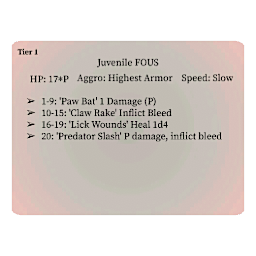 Tier 1
Juvenile FOUS
HP: 17*P Aggro: Highest Armor Speed: Slow
➢ 1-9: 'Paw Bat' 1 Damage (P)
➢ 10-15: 'Claw Rake' Inflict Bleed
➢ 16-19: 'Lick Wounds' Heal 1d4
➢ 20: 'Predator Slash' P damage, inflict bleed